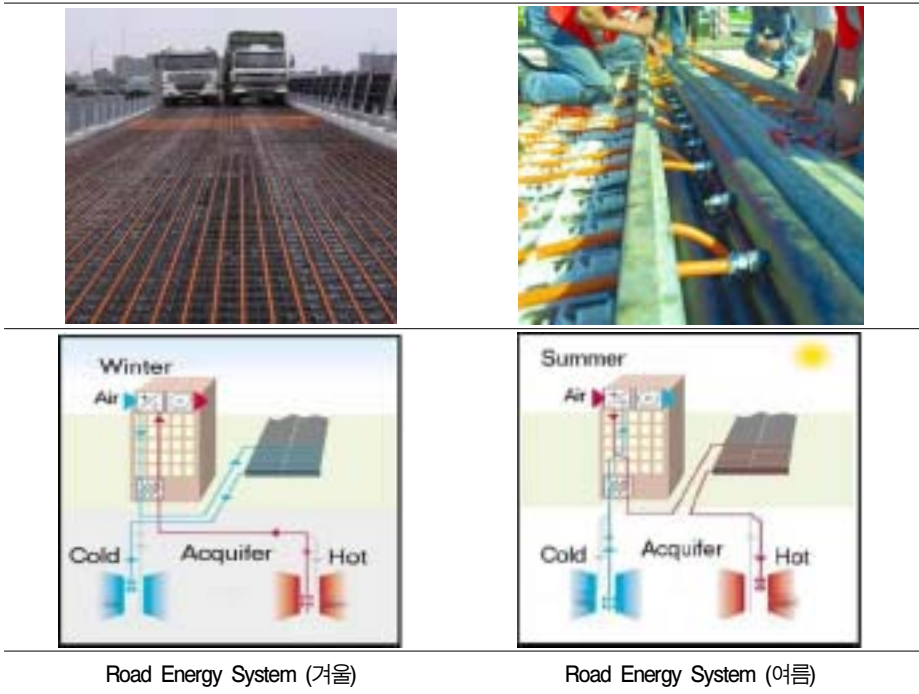 Winter
Air
Cold
Acquifer
Hot
Summer
Air
Cold
Acquifer
Hot
Road Energy System (겨울)
Road Energy System (여름)